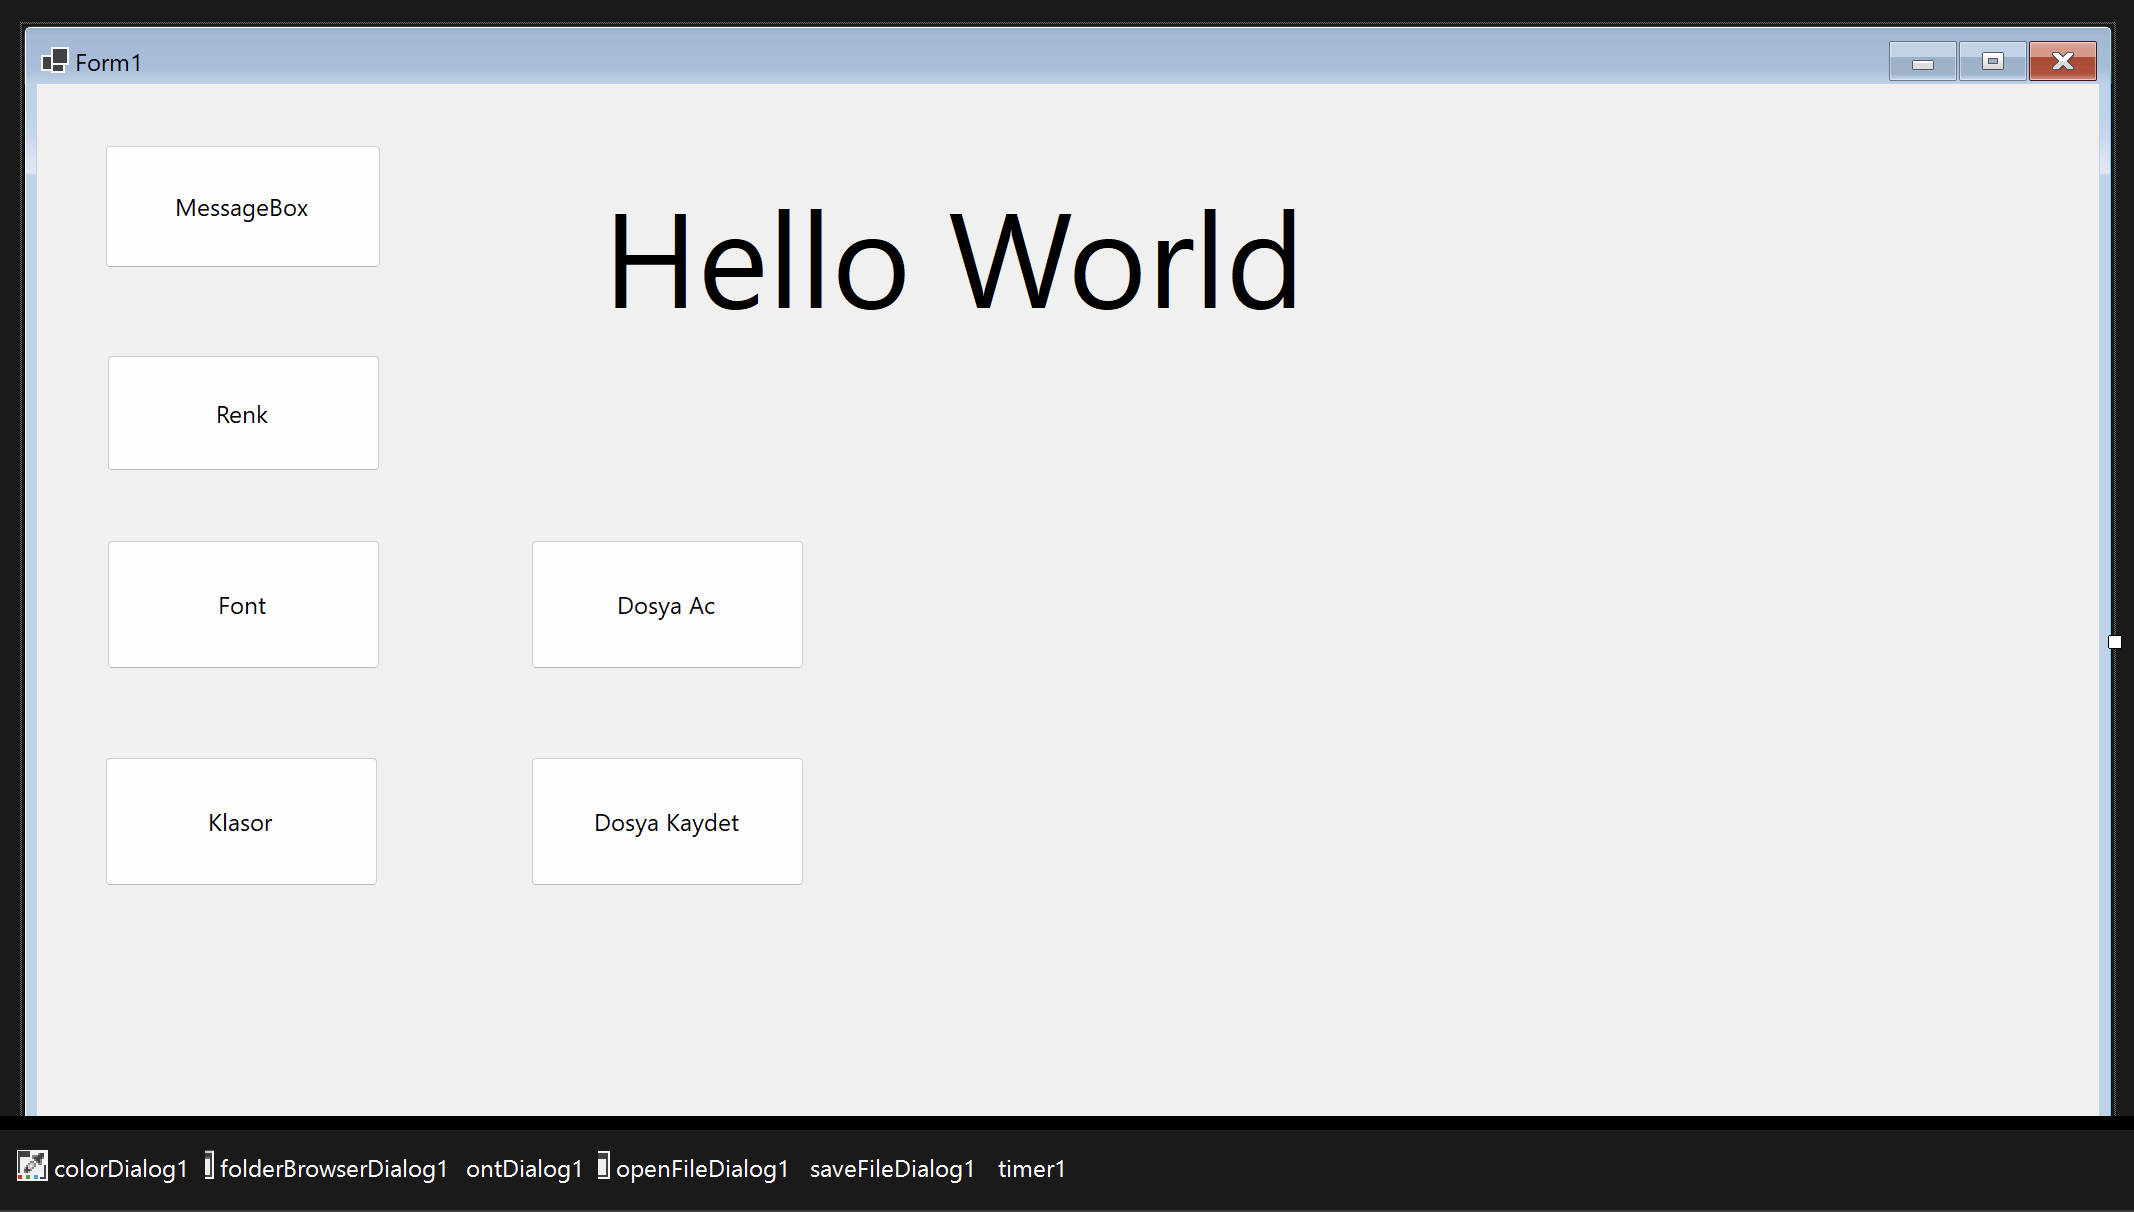 Form1
MessageBox
Hello World
Renk
Font
Dosya Ac
Klasor
Dosya Kaydet
colorDialog1 folderBrowserDialog1 ontDialog1 openFileDialog1 saveFileDialog1 timer1